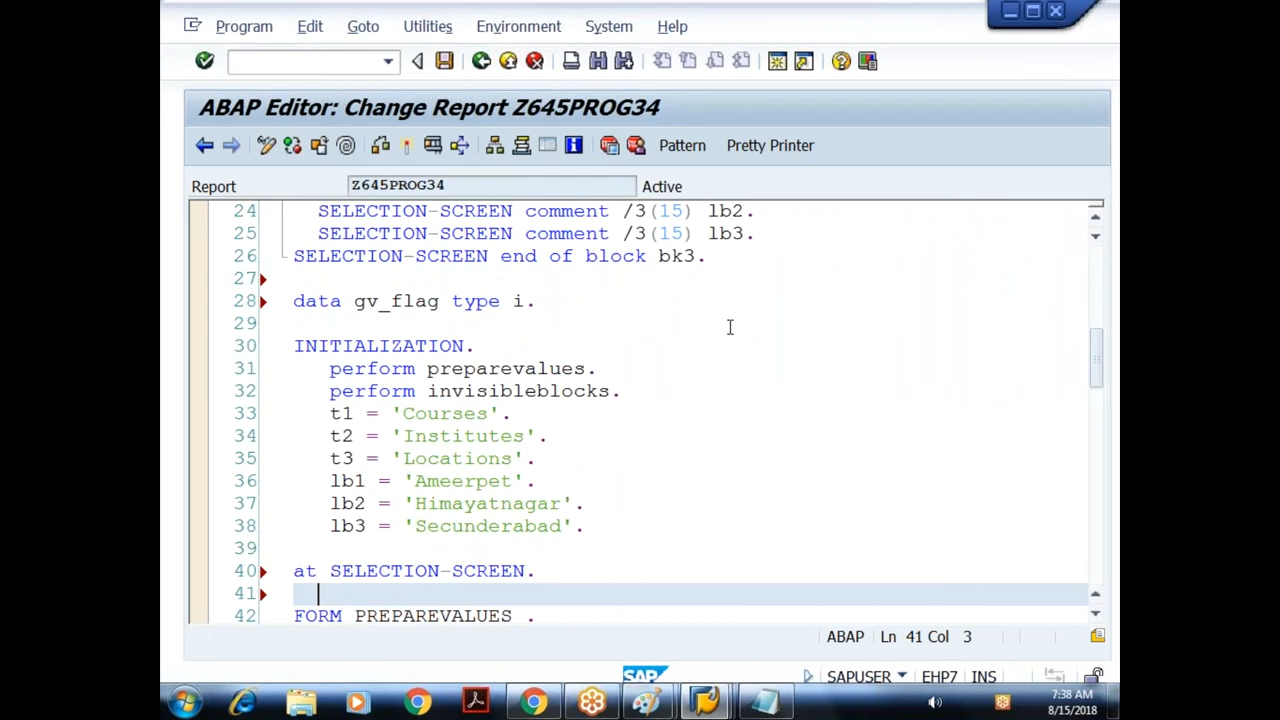 Program Edit Goto Utilities Environment System Help
ABAP Editor: Change Report Z645PROG34
Pattern Pretty Printer
Report Z645PROG34 Active
24 SELECTION-SCREEN comment /3(15) lb2.
25 SELECTION-SCREEN comment /3(15) lb3.
26 SELECTION-SCREEN end of block bk3.
27
28 data gv_flag type i.
29
30 INITIALIZATION.
31 perform preparevalues.
32 perform invisibleblocks.
33 t1 = 'Courses'.
34 t2 = 'Institutes'.
35 t3 = 'Locations'.
36 lb1 = 'Ameerpet'.
37 lb2 = 'Himayatnagar'.
38 lb3 = 'Secunderabad'.
39
40 at SELECTION-SCREEN.
41
42 FORM PREPAREVALUES .
ABAP Ln 41 Col 3
SAP SAPUSER EHP7 INS
7:38 AM
8/15/2018